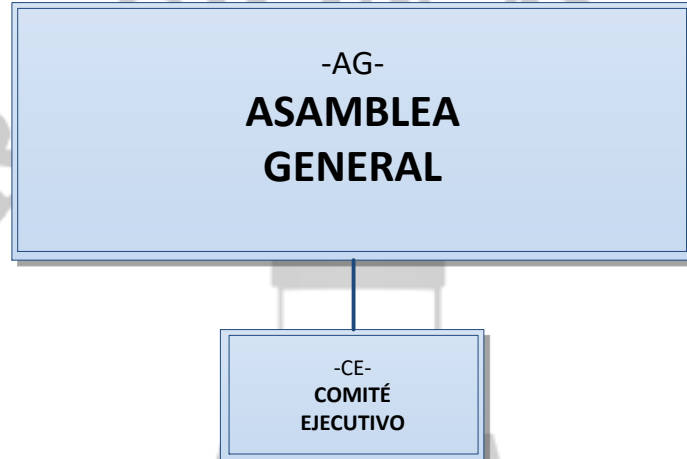 -AG-
ASAMBLEA
GENERAL
-CE-
COMITÉ
EJECUTIVO